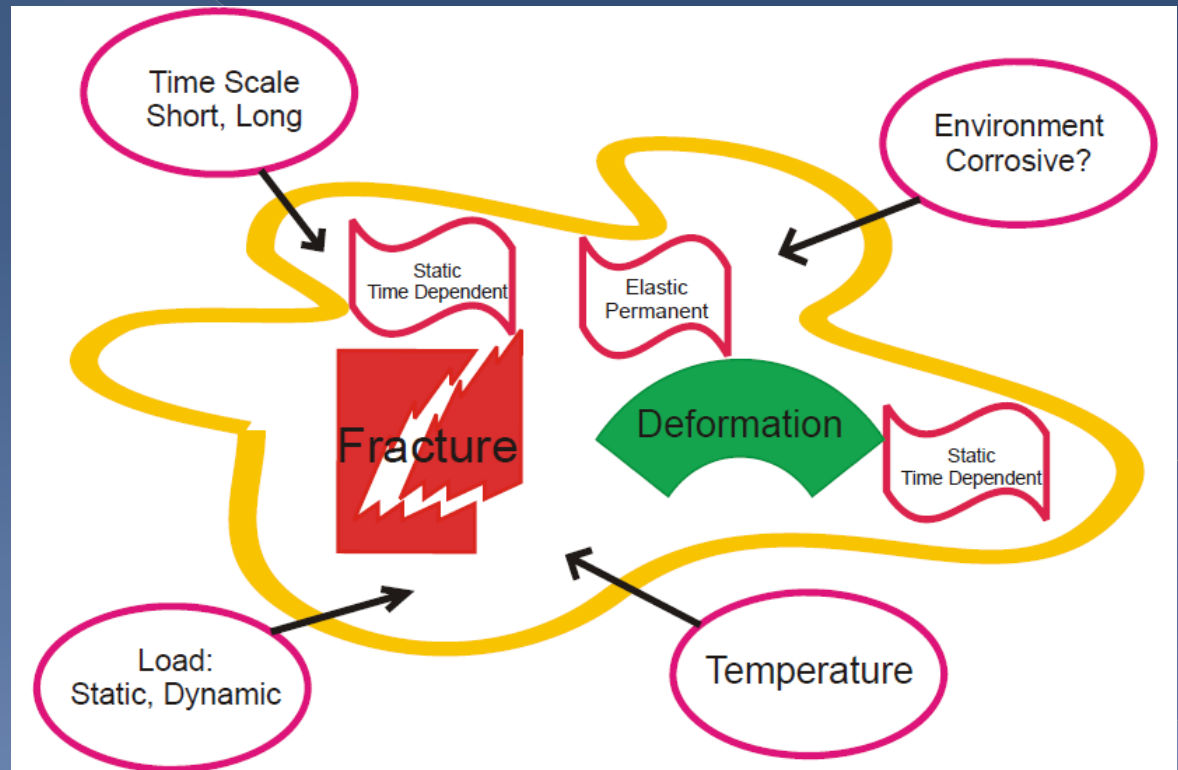 Time Scale
Short, Long
Environment
Corrosive?
Static
Time Dependent
Elastic
Permanent
Fracture
Deformation
Static
Time Dependent
Load:
Static, Dynamic
Temperature